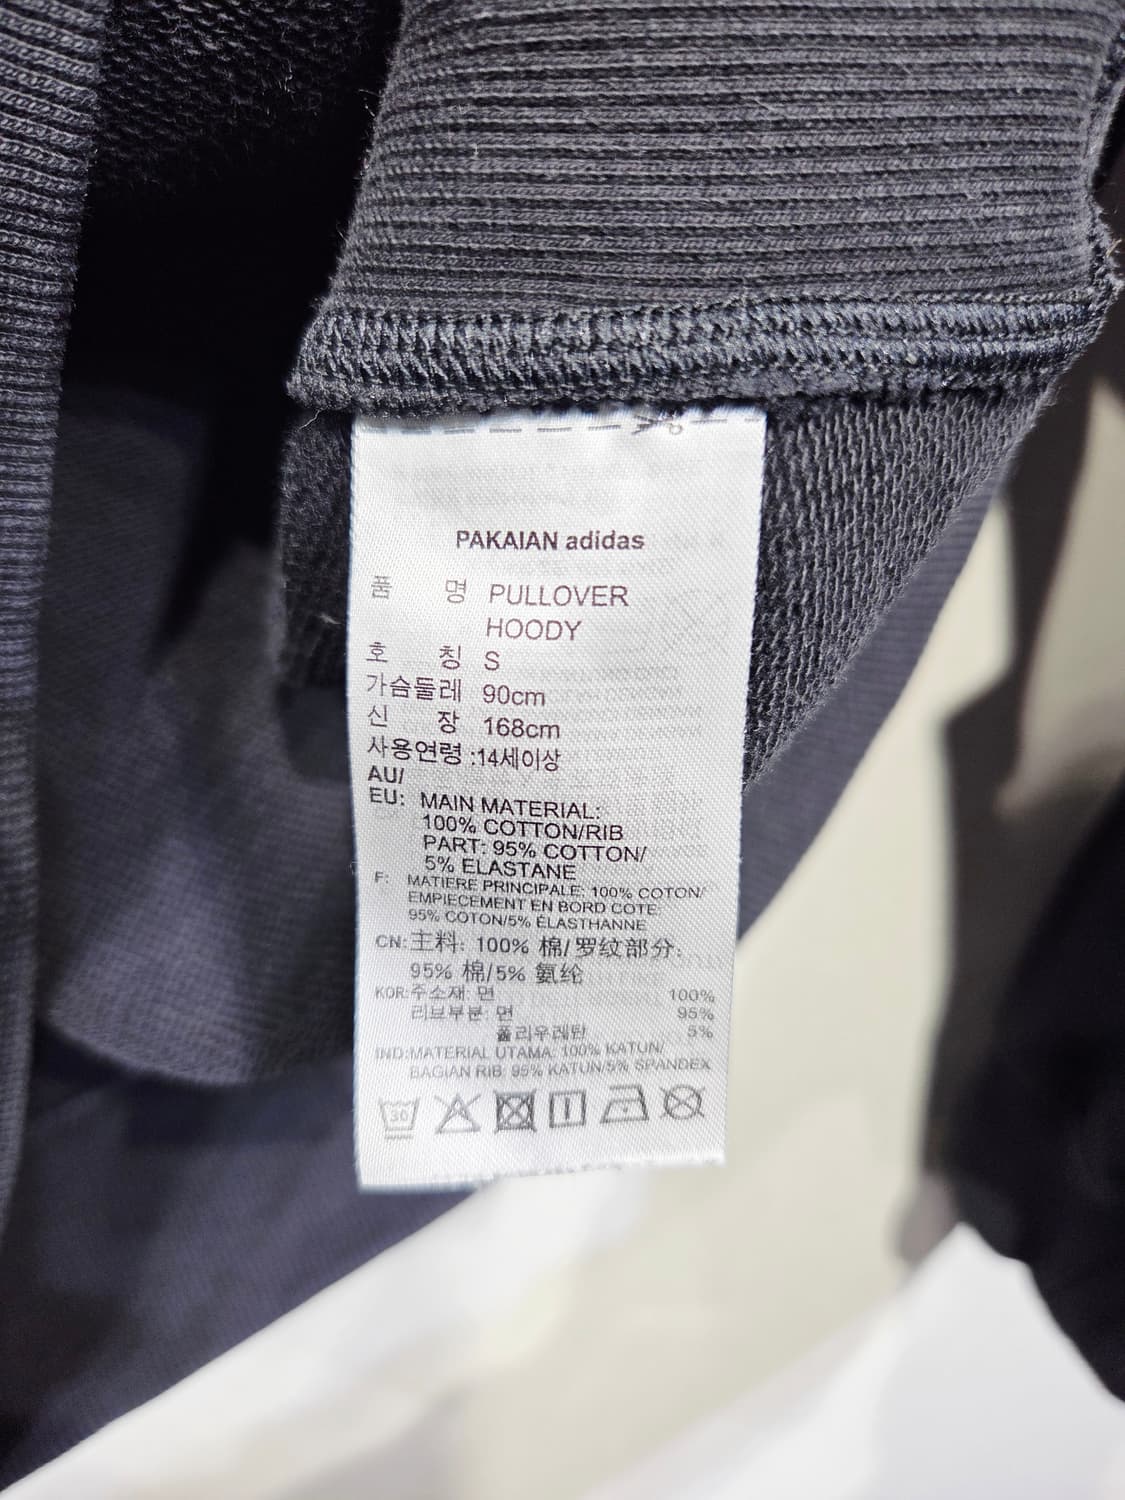 PAKAIAN adidas
품 명 PULLOVER
HOODY
호 칭 S
가슴둘레 90cm
신 장 168cm
사용연령 :14세이상
AU/
EU: MAIN MATERIAL:
100% COTTON/RIB
PART: 95% COTTON/
5% ELASTANE
F: MATIERE PRINCIPALE: 100% COTON/
EMPIECEMENT EN BORD COTE:
95% COTON/5% ÉLASTHANNE
CN:主料: 100% 棉/罗纹部分:
95% 棉/5% 氨纶
KOR:주소재: 면 100%
리브부분: 면 95%
폴리우레탄 5%
IND:MATERIAL UTAMA: 100% KATUN/
BAGIAN RIB: 95% KATUN/5% SPANDEX
30